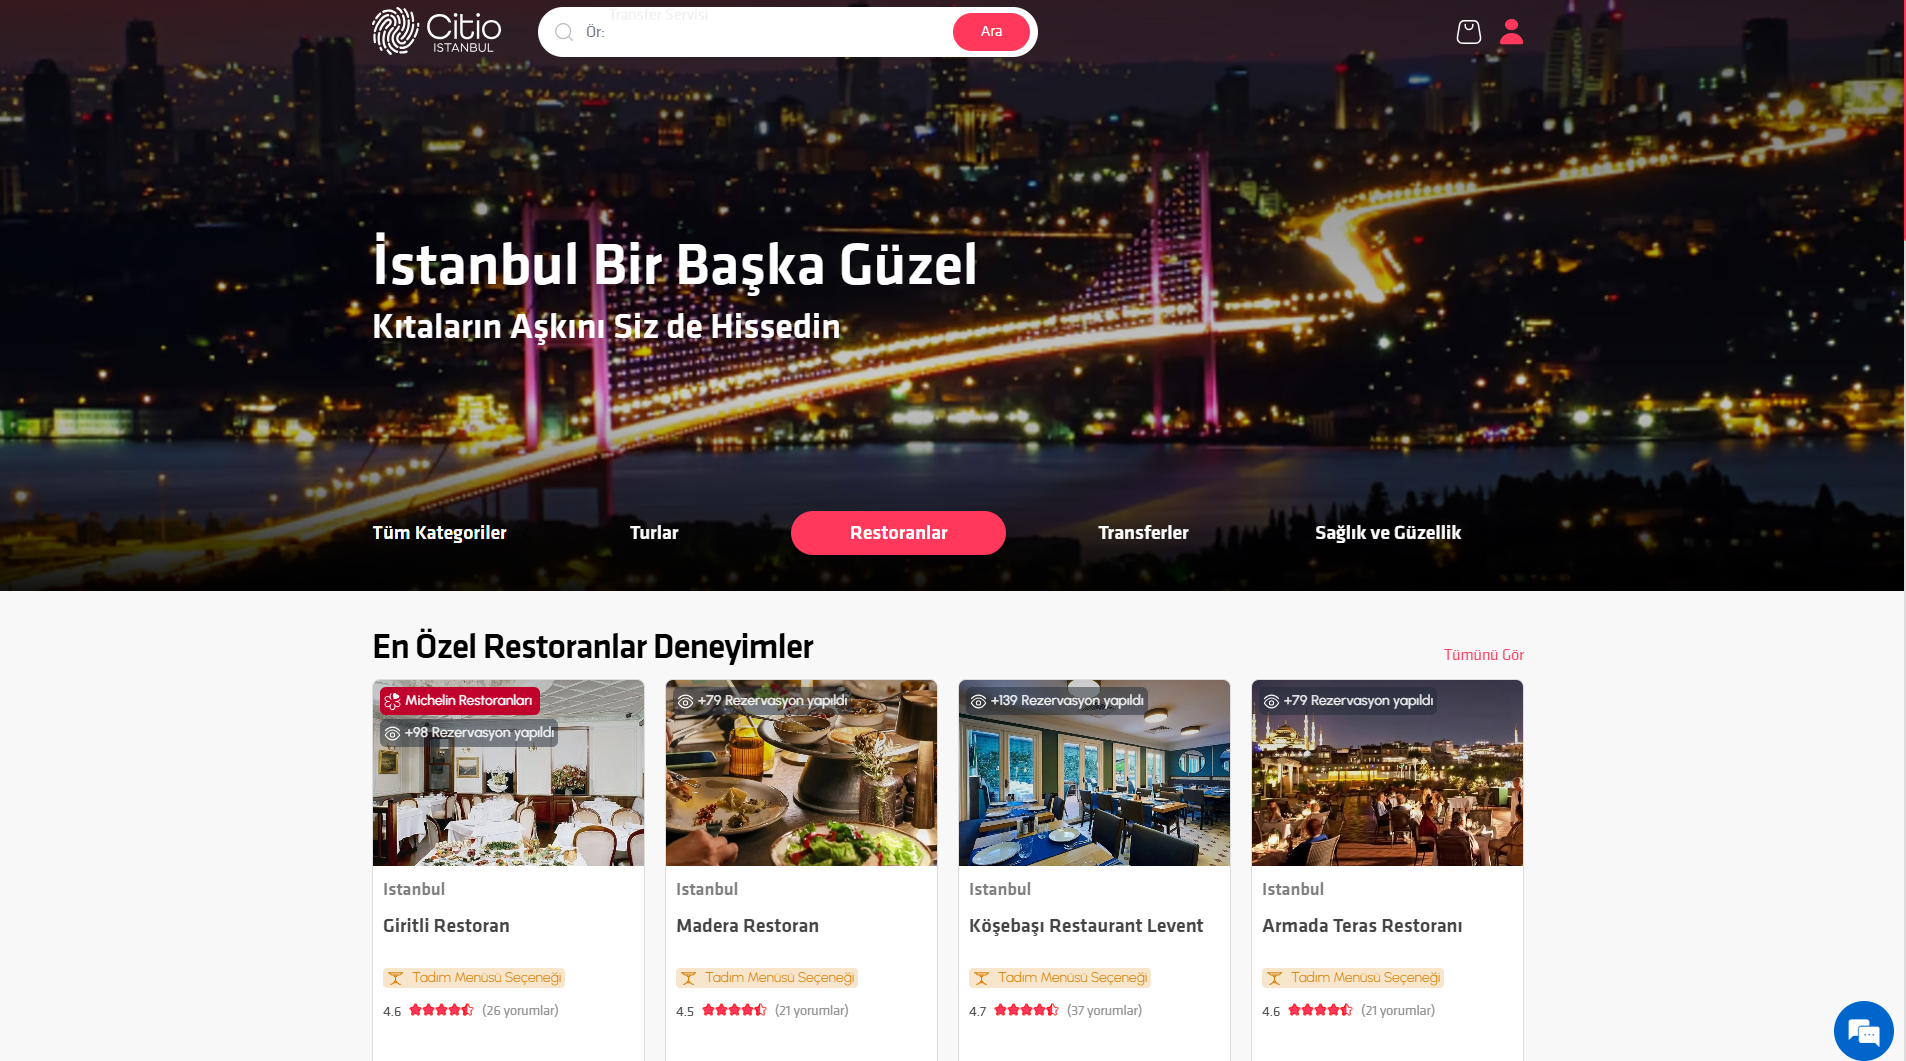 Citio
ISTANBUL
Transfer Servisi
Ör:
Ara
İstanbul Bir Başka Güzel
Kıtaların Aşkını Siz de Hissedin
Tüm Kategoriler
Turlar
Restoranlar
Transferler
Sağlık ve Güzellik
En Özel Restoranlar Deneyimler
Tümünü Gör
Michelin Restoranları
+98 Rezervasyon yapıldı
+79 Rezervasyon yapıldı
+139 Rezervasyon yapıldı
+79 Rezervasyon yapıldı
Istanbul
Istanbul
Istanbul
Istanbul
Giritli Restoran
Madera Restoran
Köşebaşı Restaurant Levent
Armada Teras Restoranı
Tadım Menüsü Seçeneği
Tadım Menüsü Seçeneği
Tadım Menüsü Seçeneği
Tadım Menüsü Seçeneği
4.6 (26 yorumlar)
4.5 (21 yorumlar)
4.7 (37 yorumlar)
4.6 (21 yorumlar)